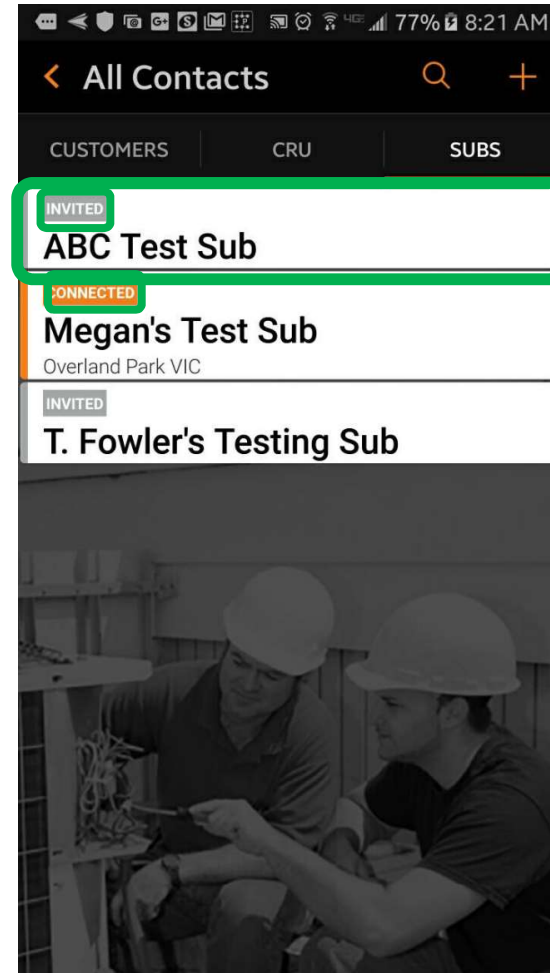 77% 8:21 AM
All Contacts
CUSTOMERS CRU SUBS
INVITED
ABC Test Sub
CONNECTED
Megan's Test Sub
Overland Park VIC
INVITED
T. Fowler's Testing Sub